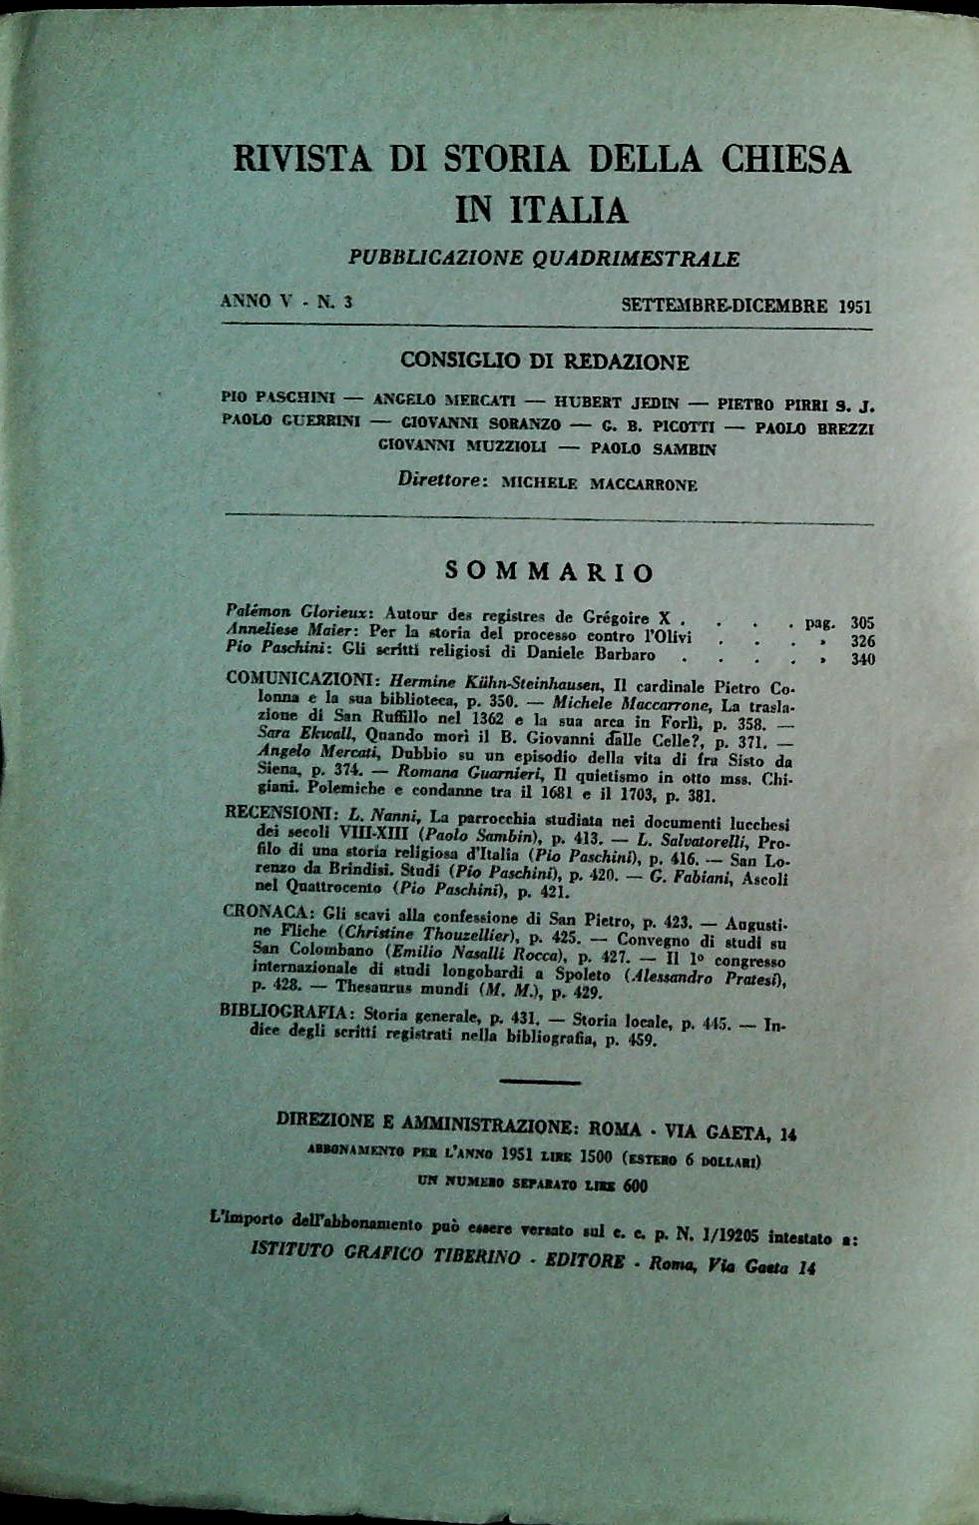 RIVISTA DI STORIA DELLA CHIESA
IN ITALIA
PUBBLICAZIONE QUADRIMESTRALE
ANNO V - N. 3 SETTEMBRE-DICEMBRE 1951
CONSIGLIO DI REDAZIONE
PIO PASCHINI — ANGELO MERCATI — HUBERT JEDIN — PIETRO PIRRI S. J.
PAOLO GUERRINI — GIOVANNI SORANZO — G. B. PICOTTI — PAOLO BREZZI
GIOVANNI MUZZIOLI — PAOLO SAMBIN
Direttore: MICHELE MACCARRONE
SOMMARIO
Palémon Glorieux: Autour des registres de Grégoire X . . . . pag. 305
Anneliese Maier: Per la storia del processo contro l'Olivi . . . » 326
Pio Paschini: Gli scritti religiosi di Daniele Barbaro . . . . » 340
COMUNICAZIONI: Hermine Kühn-Steinhausen, Il cardinale Pietro Co-
lonna e la sua biblioteca, p. 350. — Michele Maccarrone, La trasla-
zione di San Ruffillo nel 1362 e la sua arca in Forlì, p. 358. —
Sara Ekwall, Quando morì il B. Giovanni dalle Celle?, p. 371. —
Angelo Mercati, Dubbio su un episodio della vita di fra Sisto da
Siena, p. 374. — Romana Guarnieri, Il quietismo in otto mss. Chi-
giani. Polemiche e condanne tra il 1681 e il 1703, p. 381.
RECENSIONI: L. Nanni, La parrocchia studiata nei documenti lucchesi
dei secoli VIII-XIII (Paolo Sambin), p. 413. — L. Salvatorelli, Pro-
filo di una storia religiosa d'Italia (Pio Paschini), p. 416. — San Lo-
renzo da Brindisi. Studi (Pio Paschini), p. 420. — G. Fabiani, Ascoli
nel Quattrocento (Pio Paschini), p. 421.
CRONACA: Gli scavi alla confessione di San Pietro, p. 423. — Augusti-
ne Fliche (Christine Thouzellier), p. 425. — Convegno di studi su
San Colombano (Emilio Nasalli Rocca), p. 427. — Il 1º congresso
internazionale di studi longobardi a Spoleto (Alessandro Pratesi),
p. 428. — Thesaurus mundi (M. M.), p. 429.
BIBLIOGRAFIA: Storia generale, p. 431. — Storia locale, p. 445. — In-
dice degli scritti registrati nella bibliografia, p. 459.
DIREZIONE E AMMINISTRAZIONE: ROMA - VIA GAETA, 14
ABBONAMENTO PER L'ANNO 1951 LIRE 1500 (ESTERO 6 DOLLARI)
UN NUMERO SEPARATO LIRE 600
L'importo dell'abbonamento può essere versato sul c. c. p. N. 1/19205 intestato a:
ISTITUTO GRAFICO TIBERINO - EDITORE - Roma, Via Gaeta 14